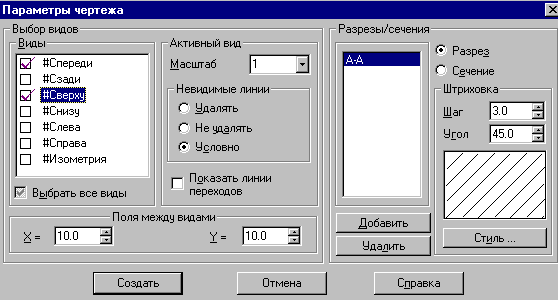 Параметры чертежа
Выбор видов
Виды
#Спереди
#Сзади
#Сверху
#Снизу
#Слева
#Справа
#Изометрия
Выбрать все виды
Активный вид
Масштаб 1
Невидимые линии
Удалять
Не удалять
Условно
Показать линии
переходов
Поля между видами
X = 10.0 Y = 10.0
Разрезы/сечения
А-А
Добавить
Удалить
Разрез
Сечение
Штриховка
Шаг 3.0
Угол 45.0
Стиль ...
Создать Отмена Справка